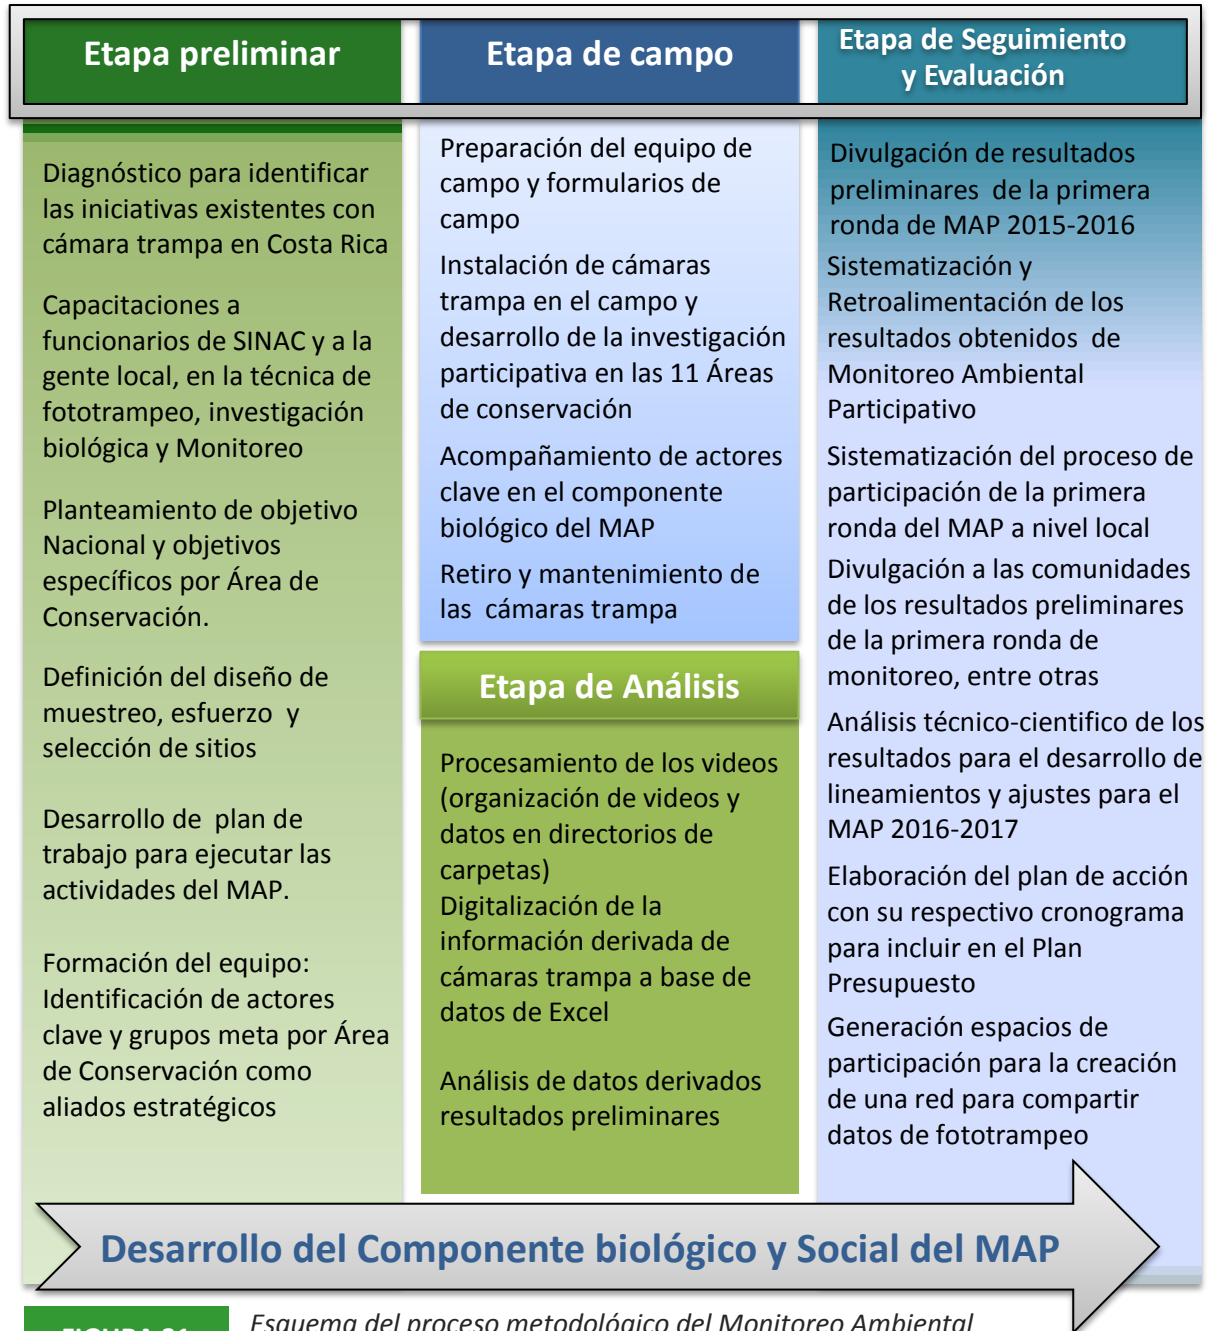 Etapa preliminar
Diagnóstico para identificar
las iniciativas existentes con
cámara trampa en Costa Rica
Capacitaciones a
funcionarios de SINAC y a la
gente local, en la técnica de
fototrampeo, investigación
biológica y Monitoreo
Planteamiento de objetivo
Nacional y objetivos
específicos por Área de
Conservación.
Definición del diseño de
muestreo, esfuerzo y
selección de sitios
Desarrollo de plan de
trabajo para ejecutar las
actividades del MAP.
Formación del equipo:
Identificación de actores
clave y grupos meta por Área
de Conservación como
aliados estratégicos
Etapa de campo
Preparación del equipo de
campo y formularios de
campo
Instalación de cámaras
trampa en el campo y
desarrollo de la investigación
participativa en las 11 Áreas
de conservación
Acompañamiento de actores
clave en el componente
biológico del MAP
Retiro y mantenimiento de
las cámaras trampa
Etapa de Análisis
Procesamiento de los videos
(organización de videos y
datos en directorios de
carpetas)
Digitalización de la
información derivada de
cámaras trampa a base de
datos de Excel
Análisis de datos derivados
resultados preliminares
Etapa de Seguimiento
y Evaluación
Divulgación de resultados
preliminares de la primera
ronda de MAP 2015-2016
Sistematización y
Retroalimentación de los
resultados obtenidos de
Monitoreo Ambiental
Participativo
Sistematización del proceso de
participación de la primera
ronda del MAP a nivel local
Divulgación a las comunidades
de los resultados preliminares
de la primera ronda de
monitoreo, entre otras
Análisis técnico-cientifico de los
resultados para el desarrollo de
lineamientos y ajustes para el
MAP 2016-2017
Elaboración del plan de acción
con su respectivo cronograma
para incluir en el Plan
Presupuesto
Generación espacios de
participación para la creación
de una red para compartir
datos de fototrampeo
Desarrollo del Componente biológico y Social del MAP
Esquema del proceso metodológico del Monitoreo Ambiental